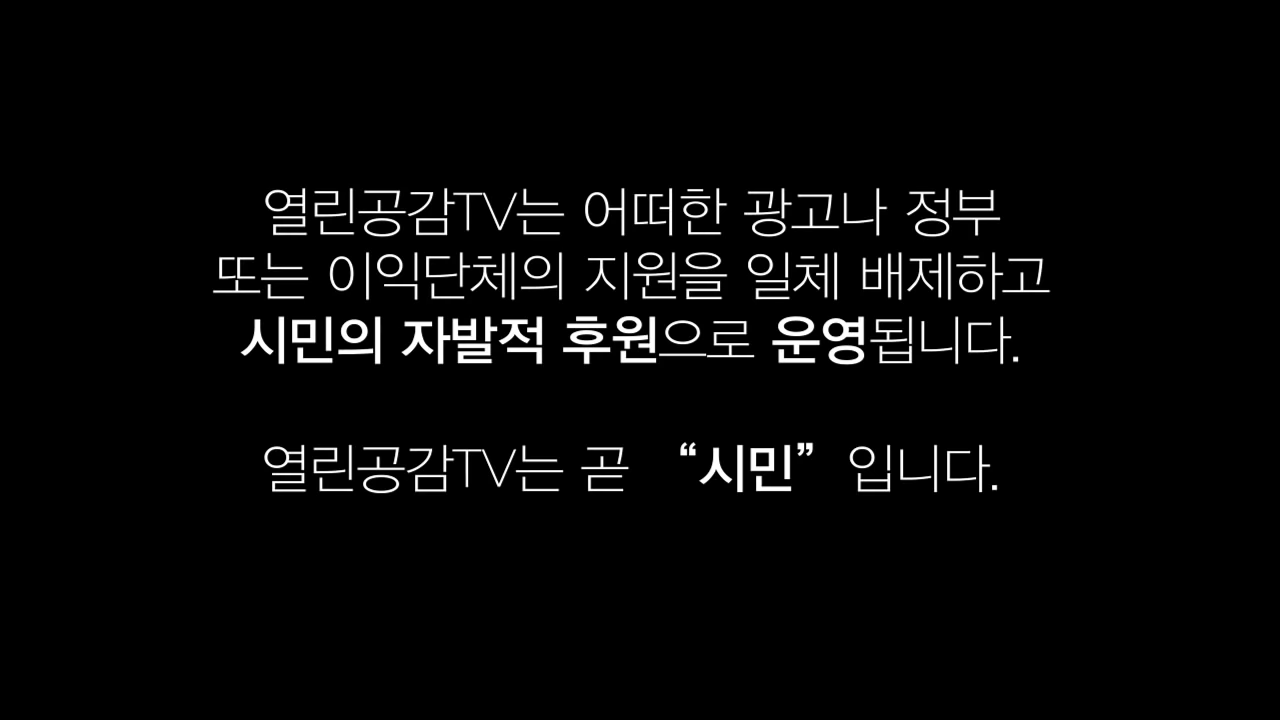 열린공감TV는 어떠한 광고나 정부
또는 이익단체의 지원을 일체 배제하고
시민의 자발적 후원으로 운영됩니다.
열린공감TV는 곧 “시민” 입니다.